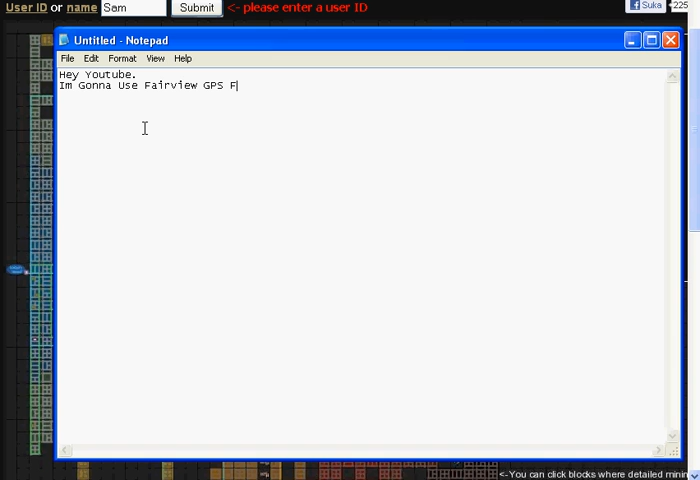 User ID or name Sam Submit <- please enter a user ID
Suka 225
Untitled - Notepad
File Edit Format View Help
Hey Youtube.
Im Gonna Use Fairview GPS F
<-You can click blocks where detailed minin